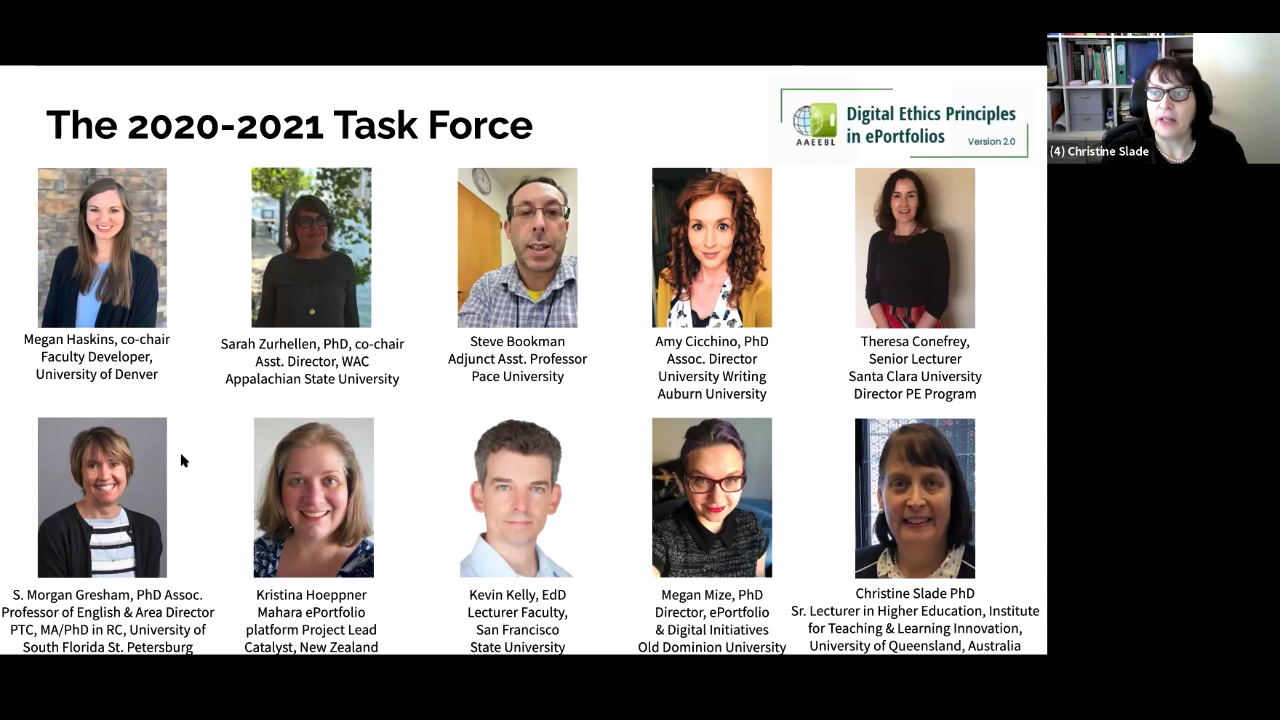 The 2020-2021 Task Force
AAEEBL
Digital Ethics Principles
in ePortfolios
Version 2.0
(4) Christine Slade
Megan Haskins, co-chair
Faculty Developer,
University of Denver
Sarah Zurhellen, PhD, co-chair
Asst. Director, WAC
Appalachian State University
Steve Bookman
Adjunct Asst. Professor
Pace University
Amy Cicchino, PhD
Assoc. Director
University Writing
Auburn University
Theresa Conefrey,
Senior Lecturer
Santa Clara University
Director PE Program
S. Morgan Gresham, PhD Assoc.
Professor of English & Area Director
PTC, MA/PhD in RC, University of
South Florida St. Petersburg
Kristina Hoeppner
Mahara ePortfolio
platform Project Lead
Catalyst, New Zealand
Kevin Kelly, EdD
Lecturer Faculty,
San Francisco
State University
Megan Mize, PhD
Director, ePortfolio
& Digital Initiatives
Old Dominion University
Christine Slade PhD
Sr. Lecturer in Higher Education, Institute
for Teaching & Learning Innovation,
University of Queensland, Australia